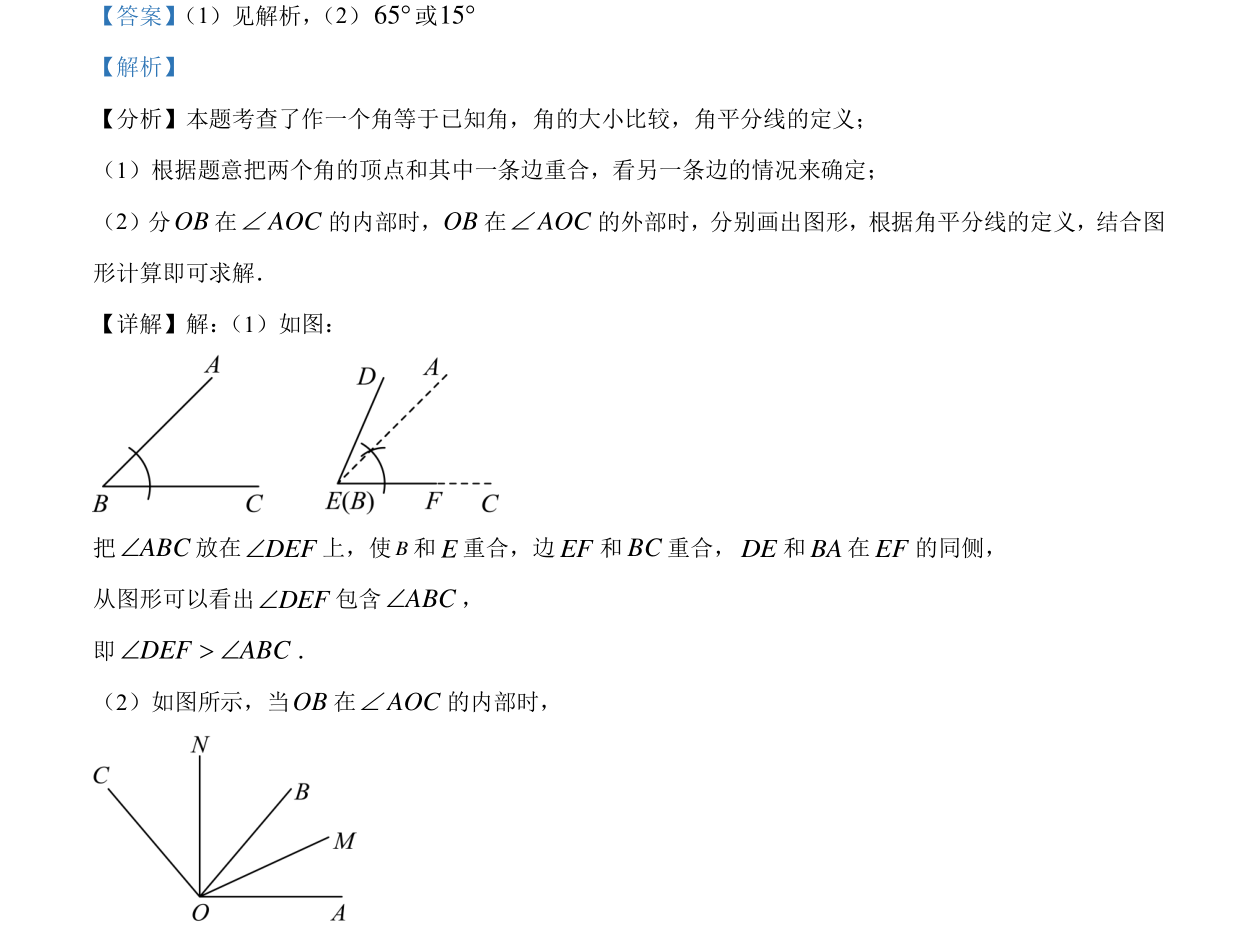 【答案】（1）见解析，（2）65°或15°
【解析】
【分析】本题考查了作一个角等于已知角，角的大小比较，角平分线的定义；
（1）根据题意把两个角的顶点和其中一条边重合，看另一条边的情况来确定；
（2）分OB在∠AOC的内部时，OB在∠AOC的外部时，分别画出图形，根据角平分线的定义，结合图
形计算即可求解．
【详解】解：（1）如图：
A D A
B C E(B) F C
把∠ABC放在∠DEF上，使B和E重合，边EF和BC重合，DE和BA在EF的同侧，
从图形可以看出∠DEF包含∠ABC，
即∠DEF＞∠ABC．
（2）如图所示，当OB在∠AOC的内部时，
N
C
B
M
O A